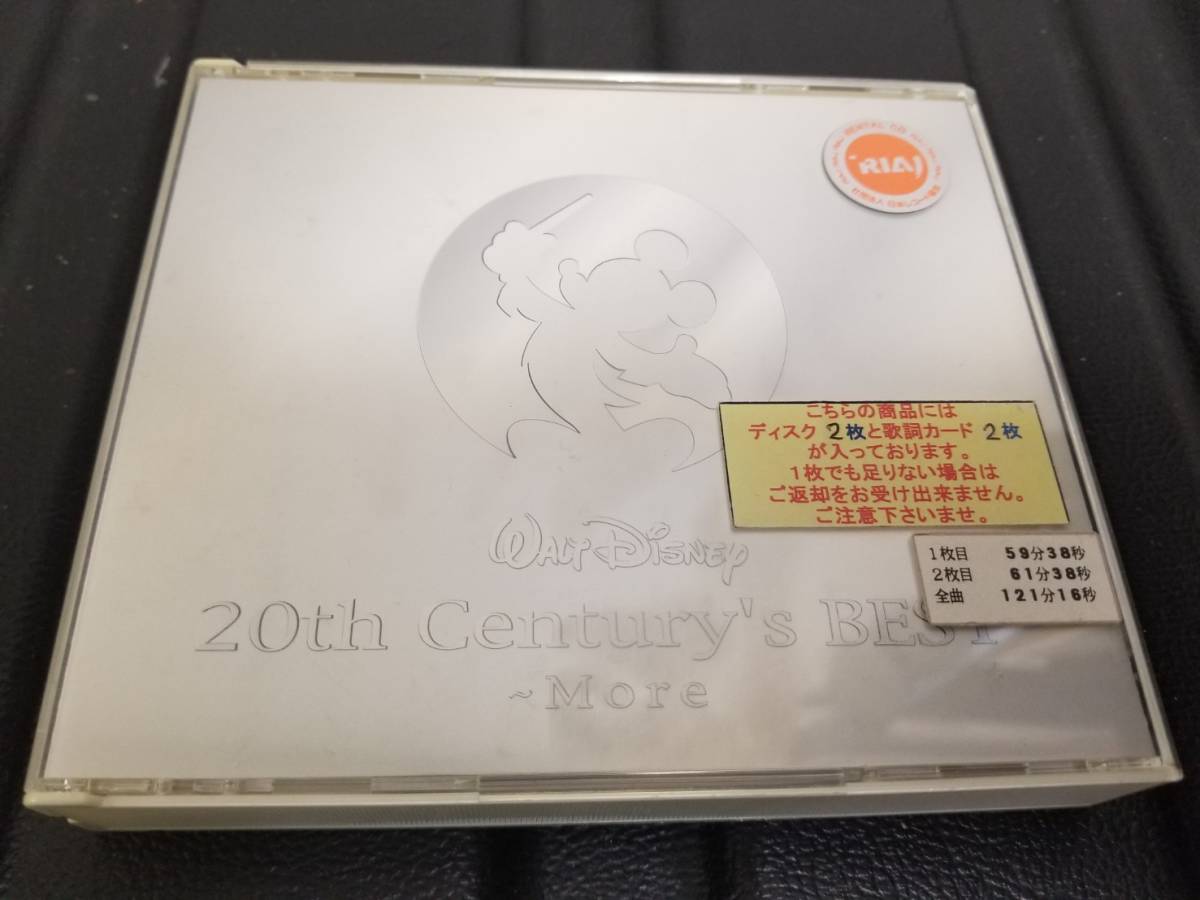 RENTAL CD
RIAJ
こちらの商品には
ディスク 2枚と歌詞カード 2枚
が入っております。
1枚でも足りない場合は
ご返却をお受け出来ません。
ご注意下さいませ。
1枚目 59分38秒
2枚目 61分38秒
全曲 121分16秒
WALT DISNEY
20th Century's BEST
~More